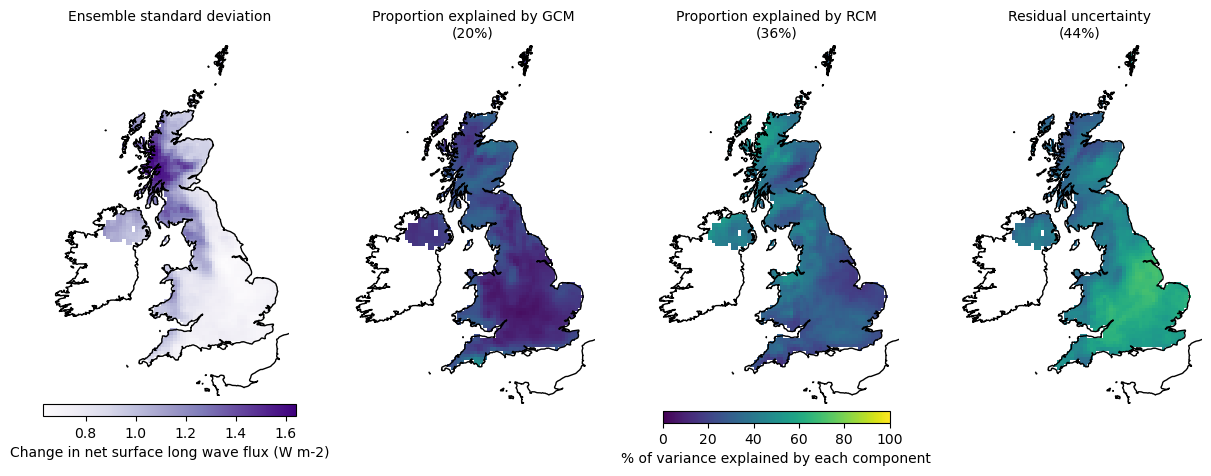 Ensemble standard deviation
Proportion explained by GCM
(20%)
Proportion explained by RCM
(36%)
Residual uncertainty
(44%)
0.8 1.0 1.2 1.4 1.6
Change in net surface long wave flux (W m-2)
0 20 40 60 80 100
% of variance explained by each component